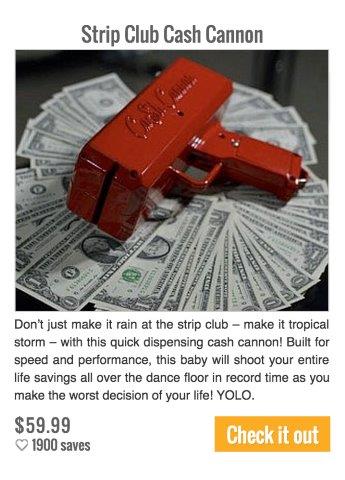 Strip Club Cash Cannon
Cash Cannon
Don't just make it rain at the strip club – make it tropical
storm – with this quick dispensing cash cannon! Built for
speed and performance, this baby will shoot your entire
life savings all over the dance floor in record time as you
make the worst decision of your life! YOLO.
$59.99
1900 saves
Check it out